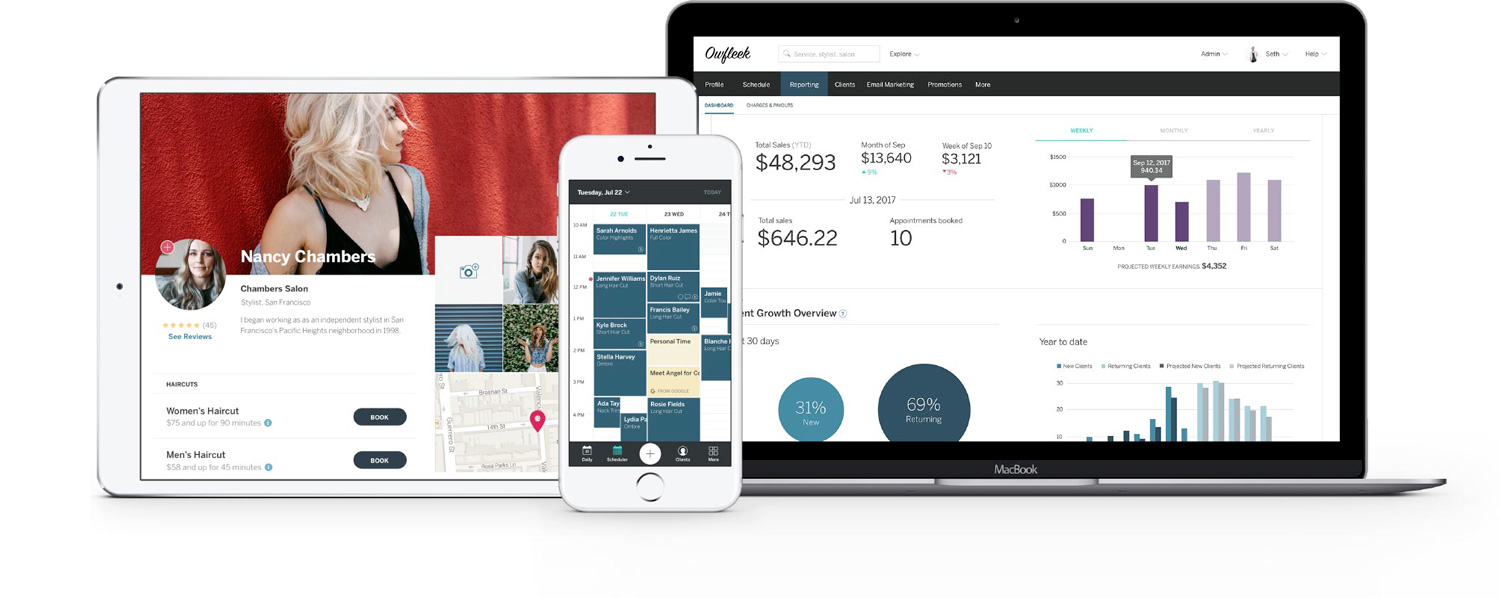 Nancy Chambers
Chambers Salon
Stylist, San Francisco
I began working as as an independent stylist in San
Francisco's Pacific Heights neighborhood in 1998.
(45)
See Reviews
HAIRCUTS
Women's Haircut
$75 and up for 90 minutes
BOOK
Men's Haircut
$58 and up for 45 minutes
BOOK
Brosnan St
14th St
Guerrero St
Rosa Parks Ln
Tuesday, Jul 22
TODAY
22 TUE
23 WED
24 T
10 AM
11 AM
12 PM
1 PM
2 PM
3 PM
4 PM
Sarah Arnolds
Color Highlights
Jennifer Williams
Long Hair Cut
Kyle Brock
Short Hair Cut
Stella Harvey
Ombre
Ada Tay
Neck Trim
Lydia Pa
Ombre
Henrietta James
Full Color
Dylan Ruiz
Short Hair Cut
Francis Bailey
Long Hair Cut
Personal Time
Meet Angel for Co
FROM GOOGLE
Rosie Fields
Long Hair Cut
Jamie
Color Tou
Blanche H
Long Hair C
Daily
Scheduler
Clients
More
Owfleek
Service, stylist, salon
Explore
Admin
Seth
Help
Profile
Schedule
Reporting
Clients
Email Marketing
Promotions
More
DASHBOARD
CHARGES & PAYOUTS
Total Sales (YTD)
$48,293
Month of Sep
$13,640
9%
Week of Sep 10
$3,121
3%
Jul 13, 2017
Total sales
$646.22
Appointments booked
10
WEEKLY
MONTHLY
YEARLY
$1500
$1000
$500
0
Sep 12, 2017
940.34
Sun
Mon
Tue
Wed
Thu
Fri
Sat
PROJECTED WEEKLY EARNINGS $4,352
nt Growth Overview
t 30 days
31%
New
69%
Returning
Year to date
New Clients
Returning Clients
Projected New Clients
Projected Returning Clients
30
20
10
MacBook